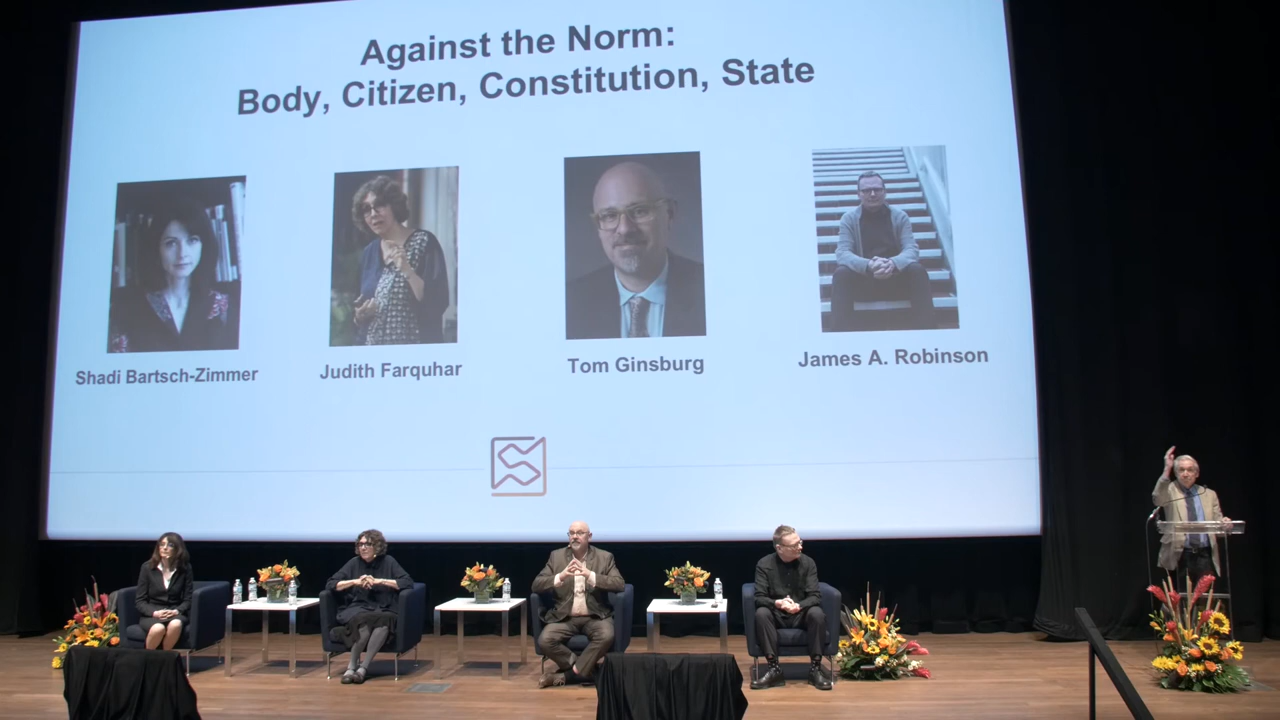 Against the Norm:
Body, Citizen, Constitution, State
Shadi Bartsch-Zimmer
Judith Farquhar
Tom Ginsburg
James A. Robinson